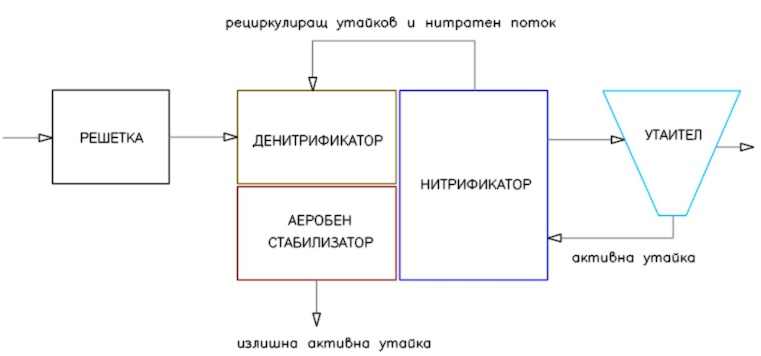 рециркулиращ утайков и нитратен поток
РЕШЕТКА
ДЕНИТРИФИКАТОР
НИТРИФИКАТОР
УТАИТЕЛ
АЕРОБЕН
СТАБИЛИЗАТОР
активна утайка
излишна активна утайка